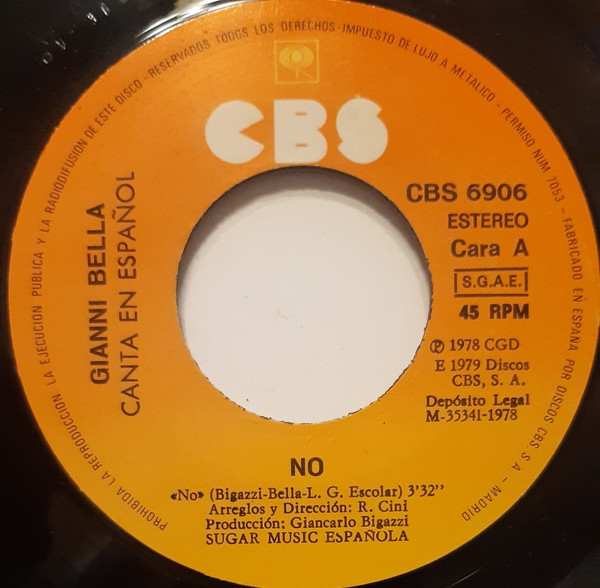 PROHIBIDA LA REPRODUCCION LA EJECUCION PUBLICA Y LA RADIODIFUSION DE ESTE DISCO-RESERVADOS TODOS LOS DERECHOS-IMPUESTO DE LUJO A METALICO-PERMISO NUM 7053-FABRICADO EN ESPAÑA POR DISCOS CBS, S.A-MADRID
CBS
GIANNI BELLA
CANTA EN ESPAÑOL
CBS 6906
ESTEREO
Cara A
S.G.A.E.
45 RPM
℗ 1978 CGD
E 1979 Discos
CBS, S. A.
Depósito Legal
M-35341-1978
NO
«No» (Bigazzi-Bella-L. G. Escolar) 3'32"
Arreglos y Dirección: R. Cini
Producción; Giancarlo Bigazzi
SUGAR MUSIC ESPAÑOLA